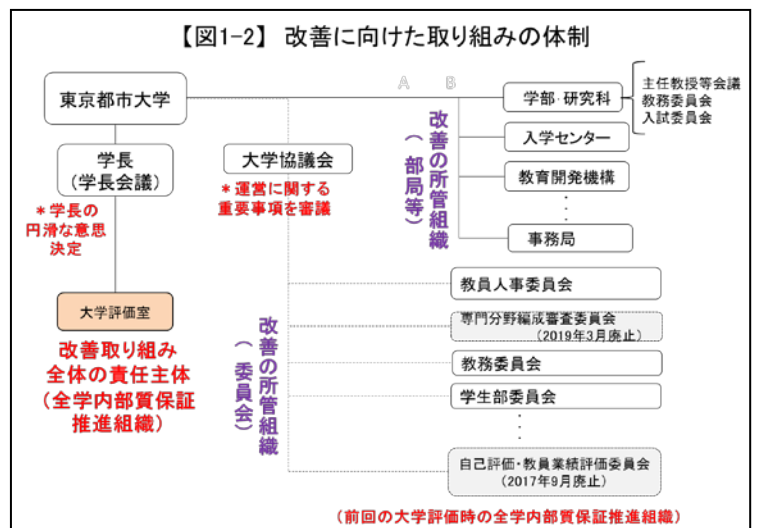 【図1-2】 改善に向けた取り組みの体制
A B
東京都市大学
学部・研究科
主任教授等会議
教務委員会
入試委員会
入学センター
学長
(学長会議)
大学協議会
教育開発機構
*学長の
円滑な意思
決定
*運営に関する
重要事項を審議
改善の所管組織
(部局等)
事務局
教員人事委員会
大学評価室
専門分野編成審査委員会
(2019年3月廃止)
改善取り組み
全体の責任主体
(全学内部質保証
推進組織)
改善の所管組織
(委員会)
教務委員会
学生部委員会
自己評価・教員業績評価委員会
(2017年9月廃止)
(前回の大学評価時の全学内部質保証推進組織)